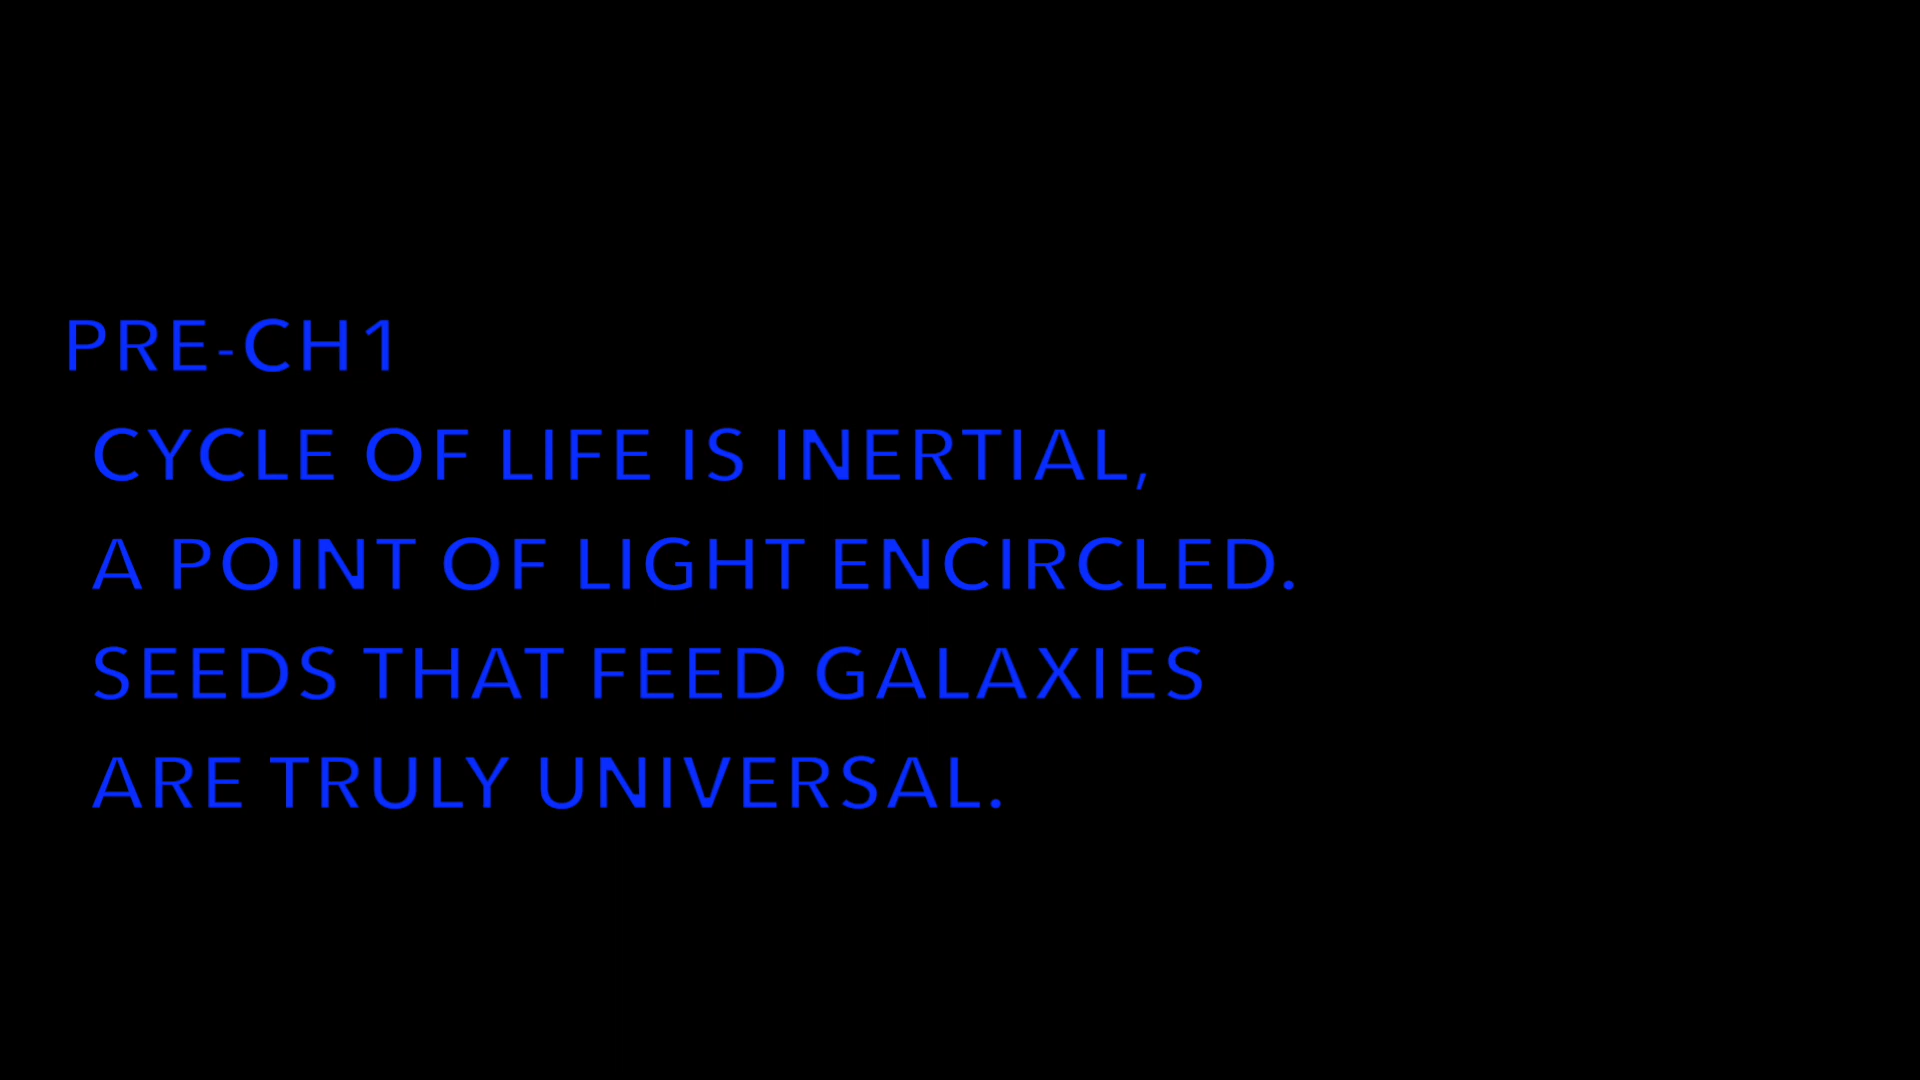 PRE-CH1
CYCLE OF LIFE IS INERTIAL,
A POINT OF LIGHT ENCIRCLED.
SEEDS THAT FEED GALAXIES
ARE TRULY UNIVERSAL.